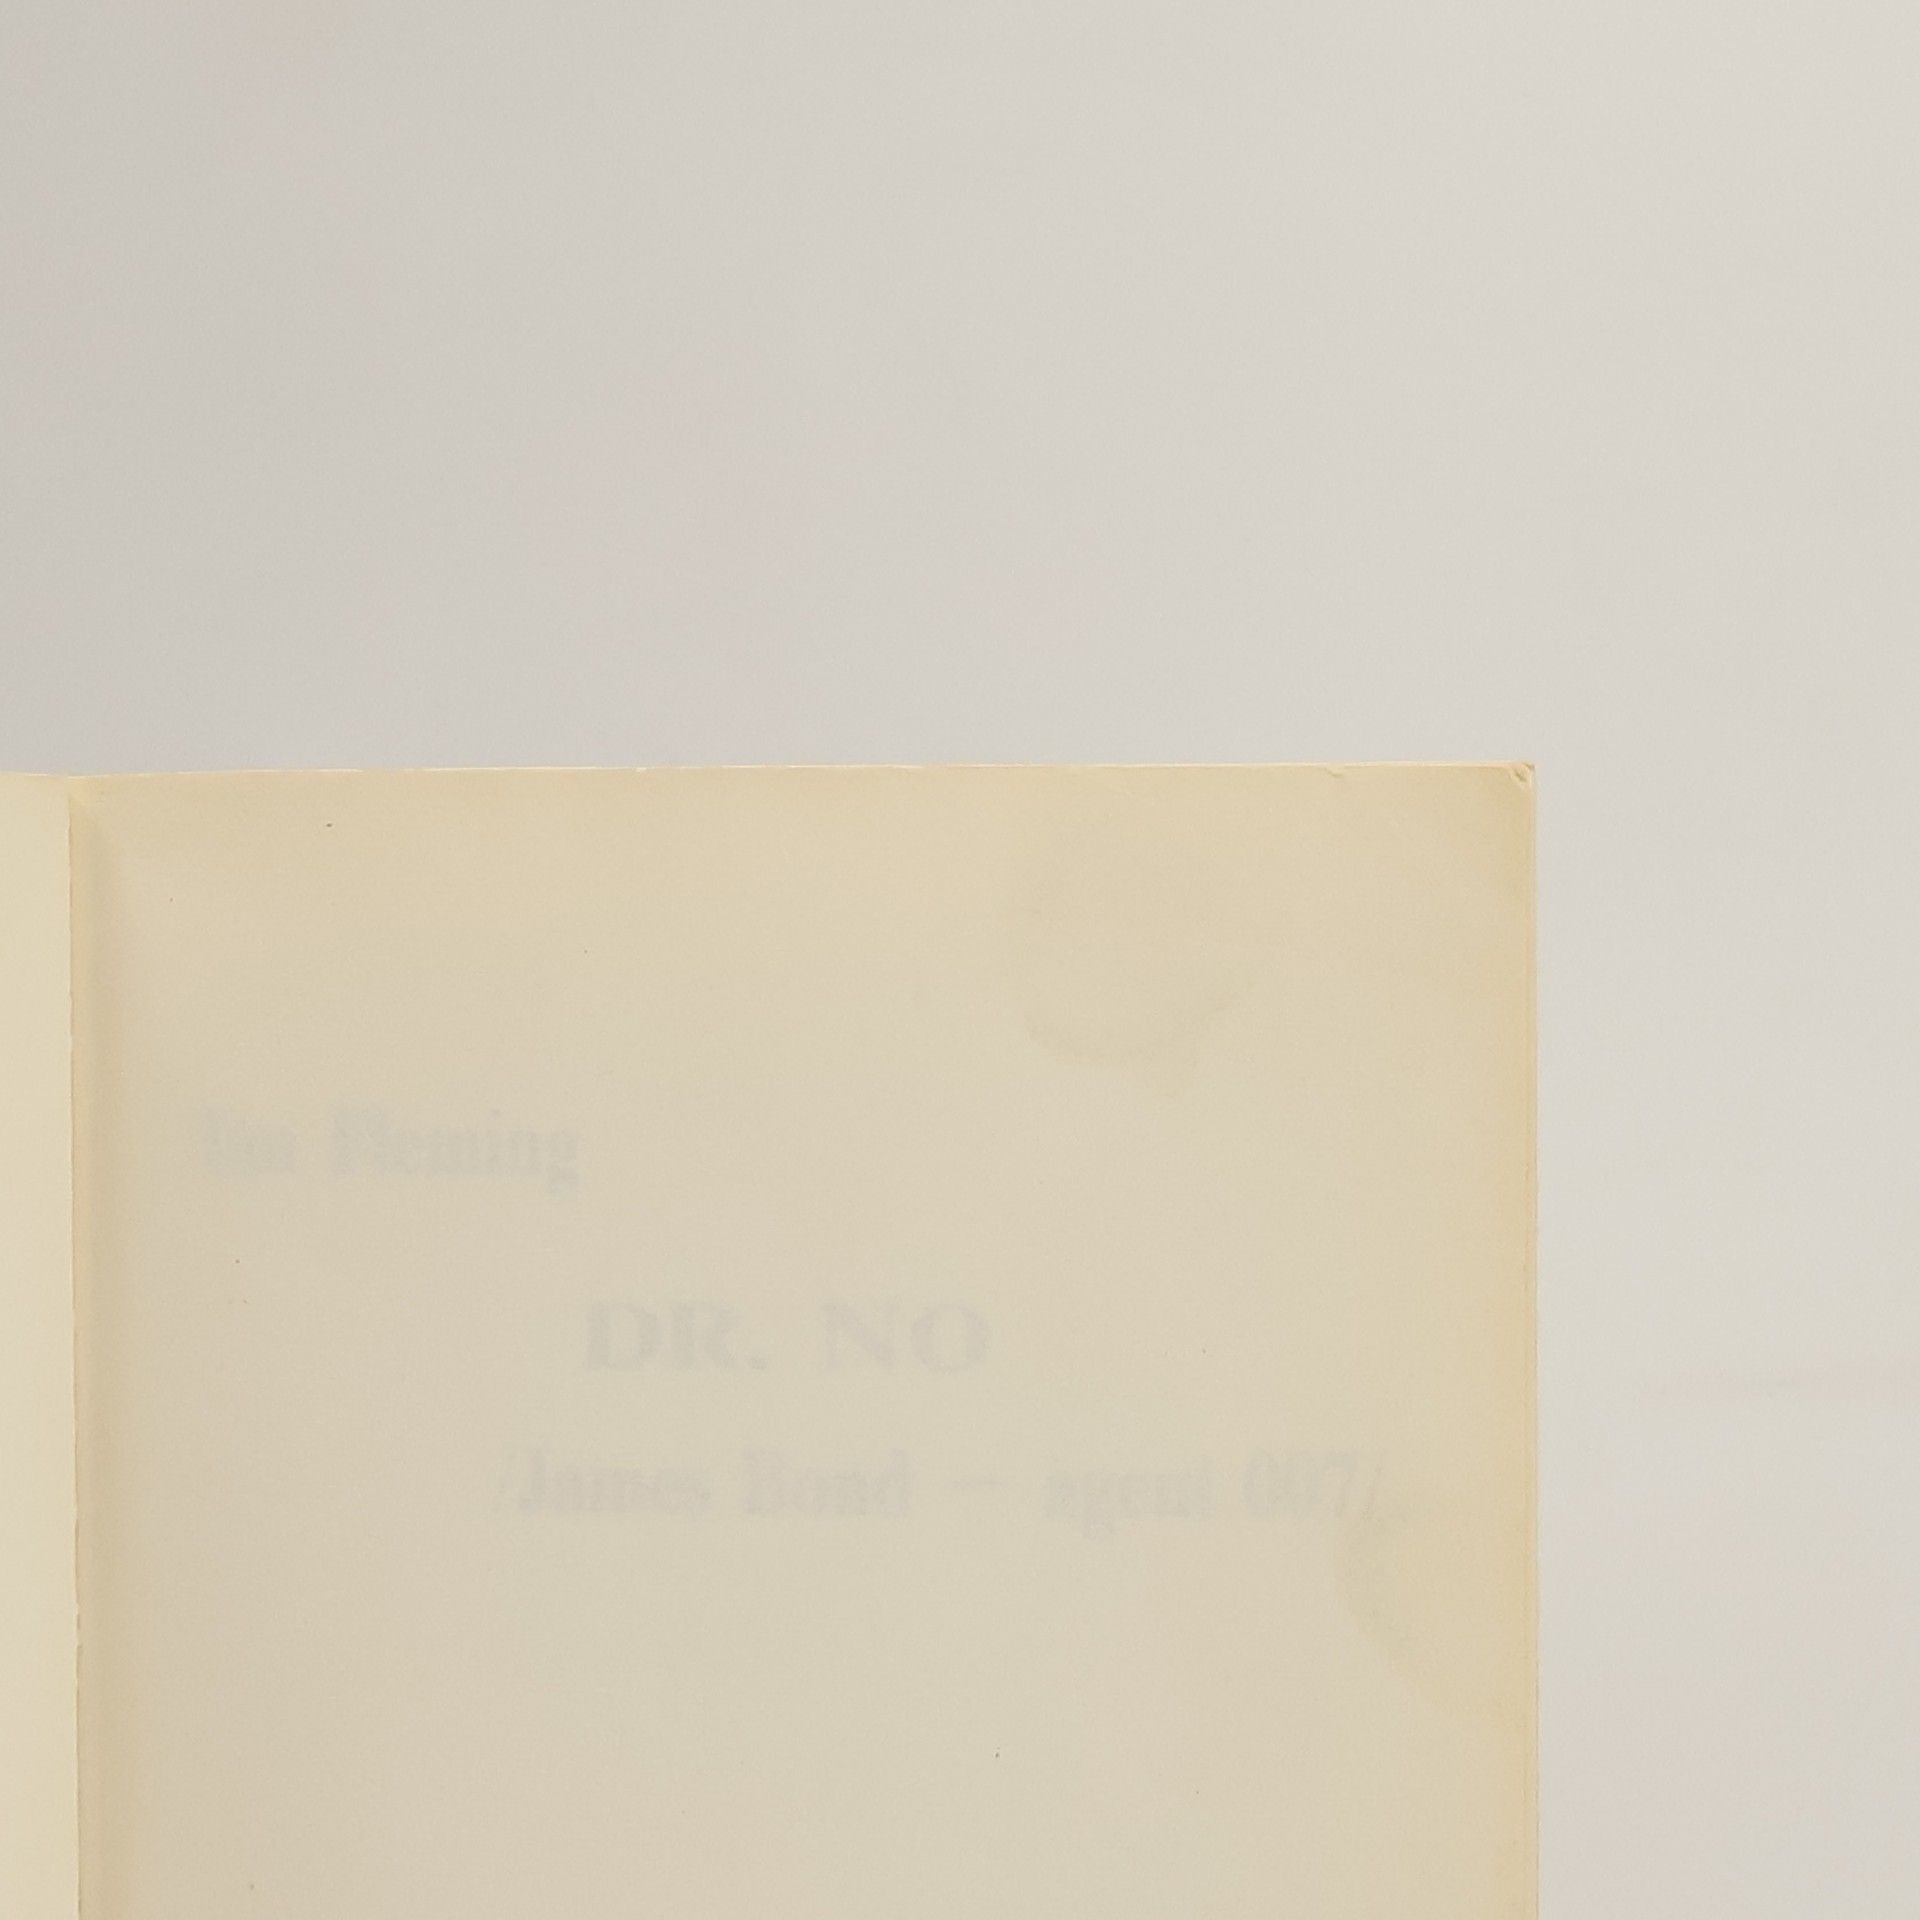 Ian Fleming
DR. NO
/James Bond — agent 007/